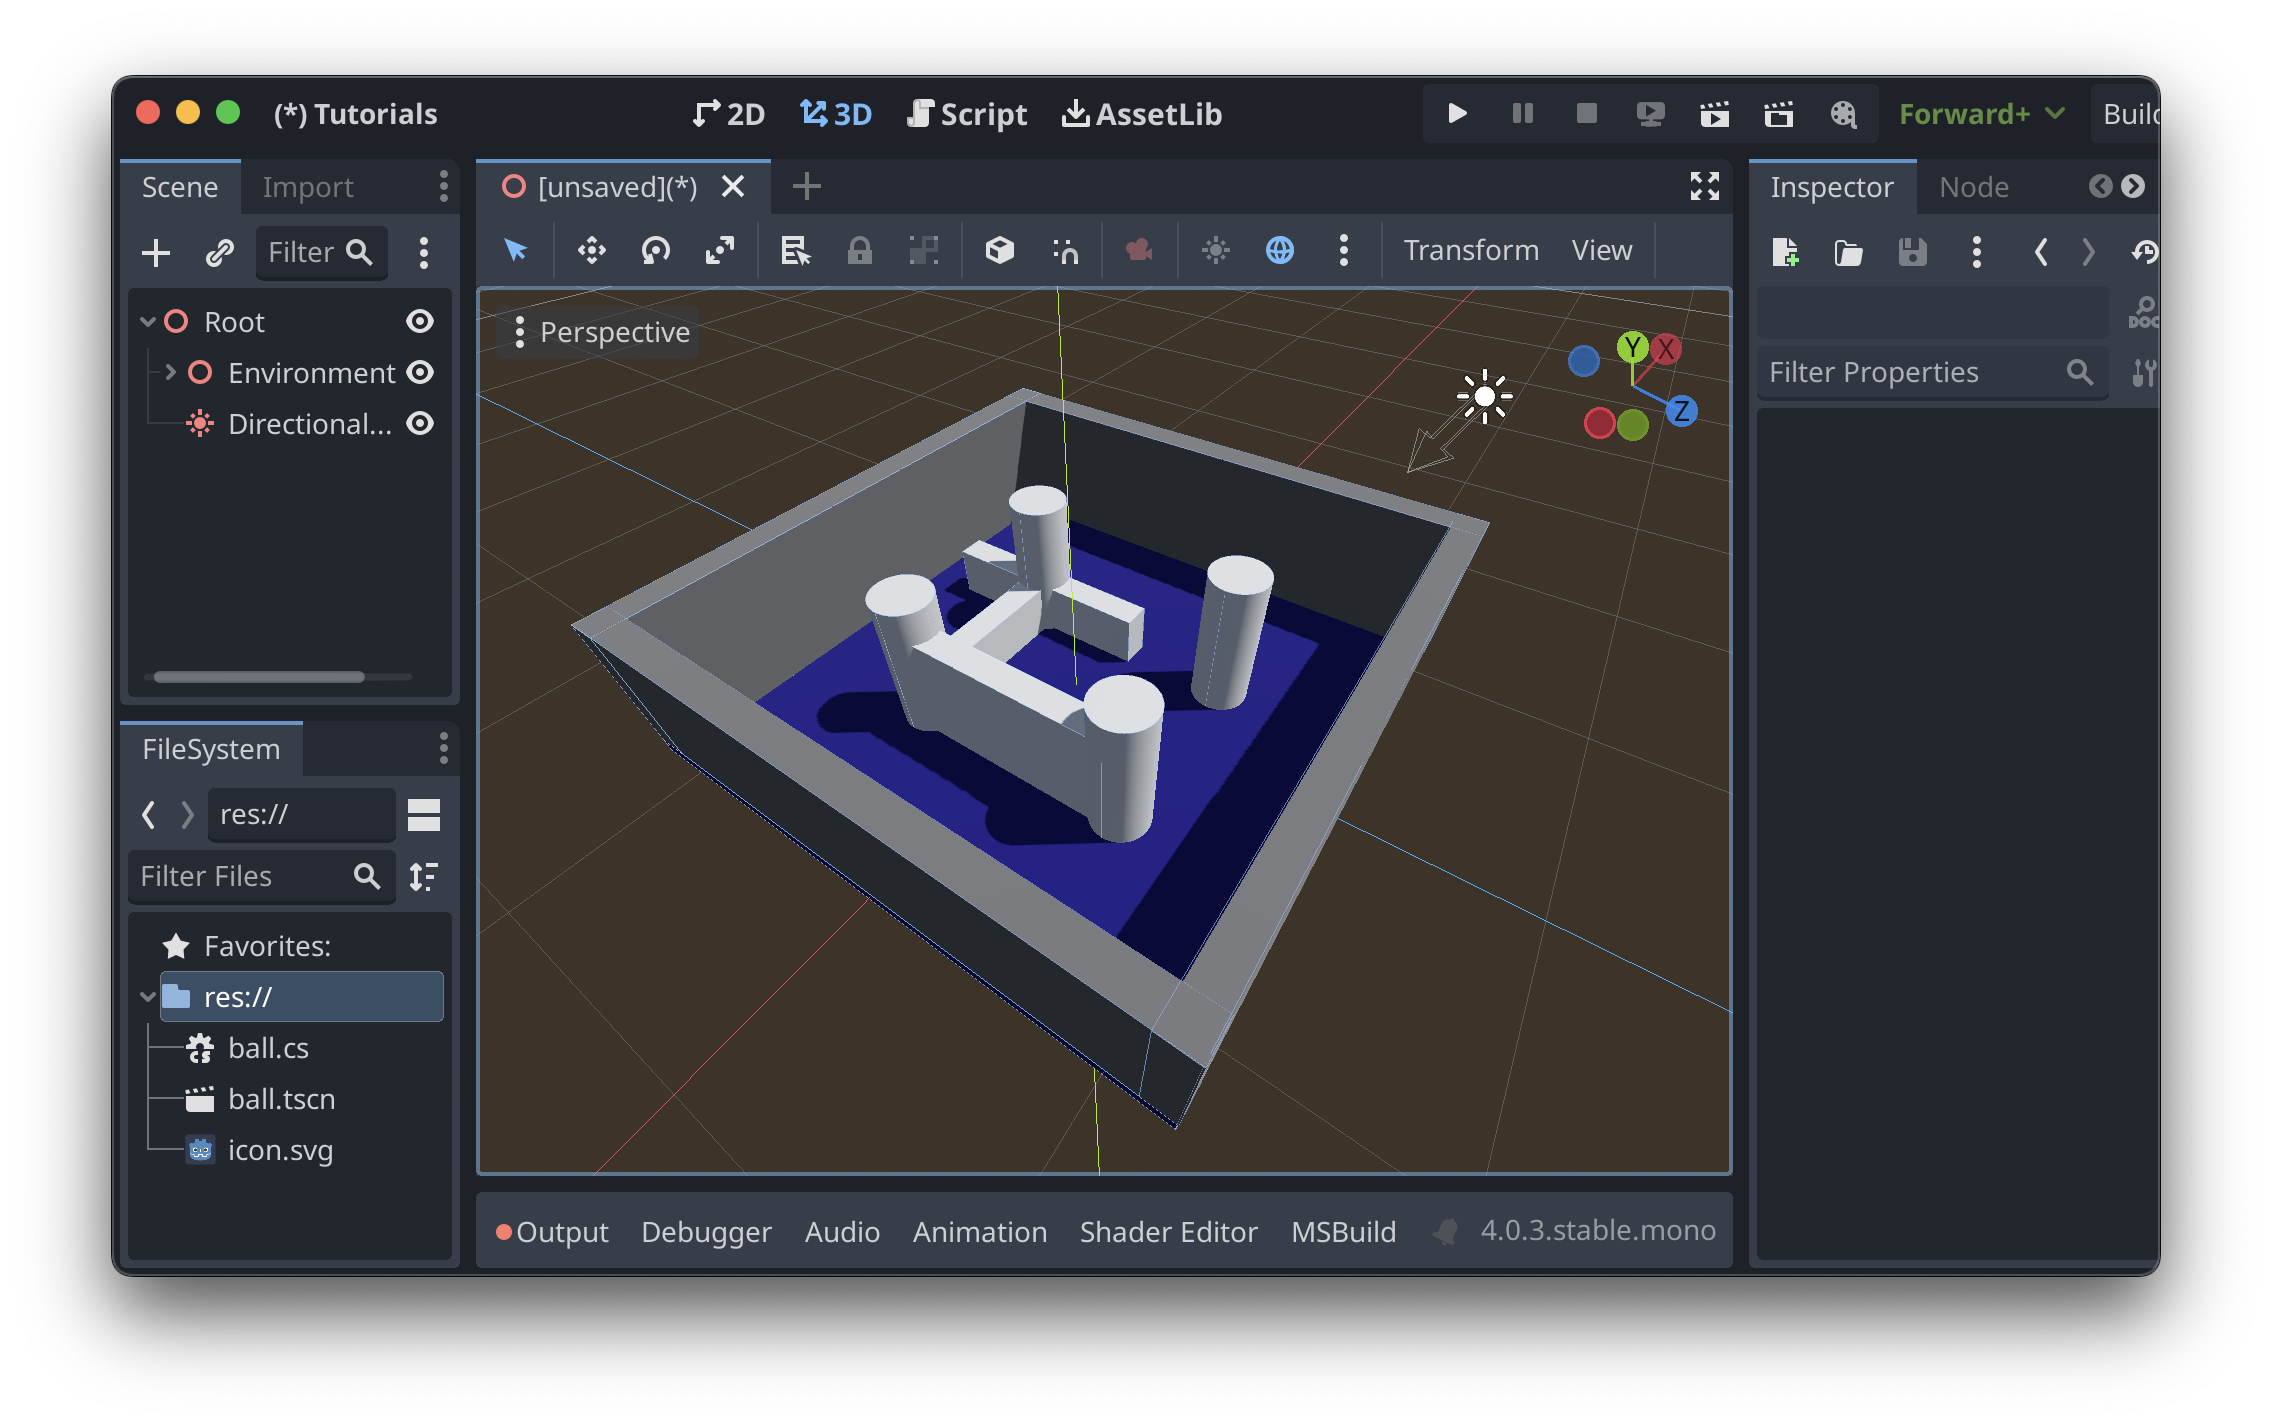 (*) Tutorials
2D 3D Script AssetLib
Forward+
Build
Scene Import
Filter
Root
Environment
Directional...
FileSystem
res://
Filter Files
Favorites:
res://
ball.cs
ball.tscn
icon.svg
[unsaved](*)
Transform View
Perspective
Y X
Z
Output Debugger Audio Animation Shader Editor MSBuild 4.0.3.stable.mono
Inspector Node
DOC
Filter Properties